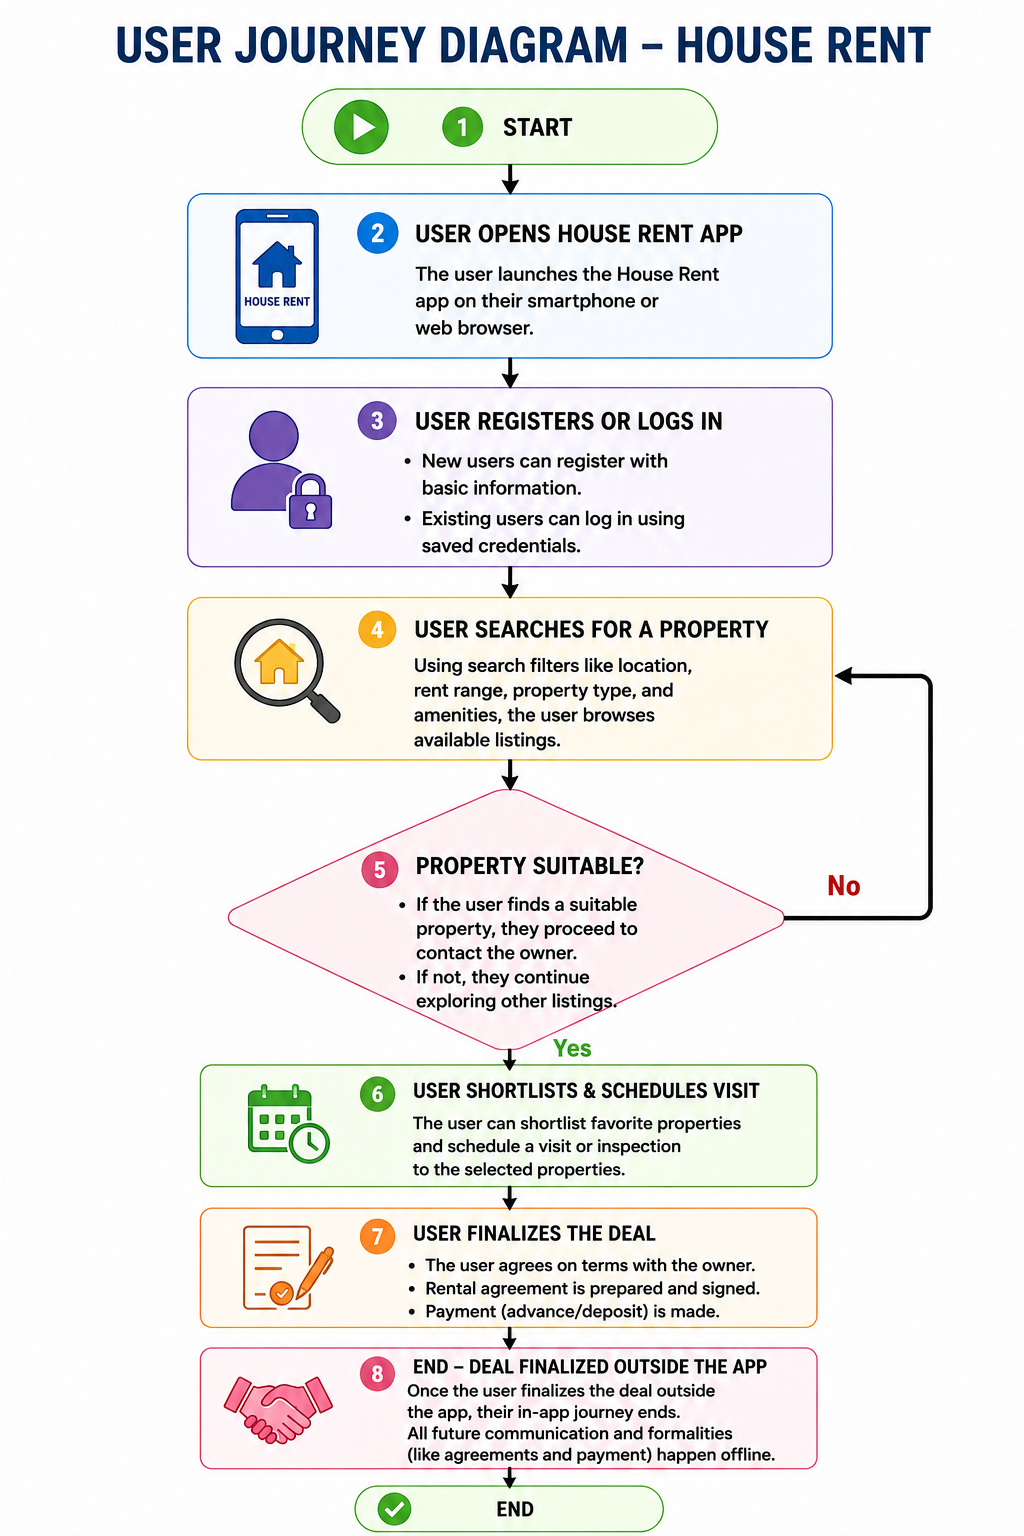 USER JOURNEY DIAGRAM – HOUSE RENT
1 START
HOUSE RENT
2 USER OPENS HOUSE RENT APP
The user launches the House Rent
app on their smartphone or
web browser.
3 USER REGISTERS OR LOGS IN
• New users can register with
basic information.
• Existing users can log in using
saved credentials.
4 USER SEARCHES FOR A PROPERTY
Using search filters like location,
rent range, property type, and
amenities, the user browses
available listings.
5 PROPERTY SUITABLE?
• If the user finds a suitable
property, they proceed to
contact the owner.
• If not, they continue
exploring other listings.
No
Yes
6 USER SHORTLISTS & SCHEDULES VISIT
The user can shortlist favorite properties
and schedule a visit or inspection
to the selected properties.
7 USER FINALIZES THE DEAL
• The user agrees on terms with the owner.
• Rental agreement is prepared and signed.
• Payment (advance/deposit) is made.
8 END – DEAL FINALIZED OUTSIDE THE APP
Once the user finalizes the deal outside
the app, their in-app journey ends.
All future communication and formalities
(like agreements and payment) happen offline.
END